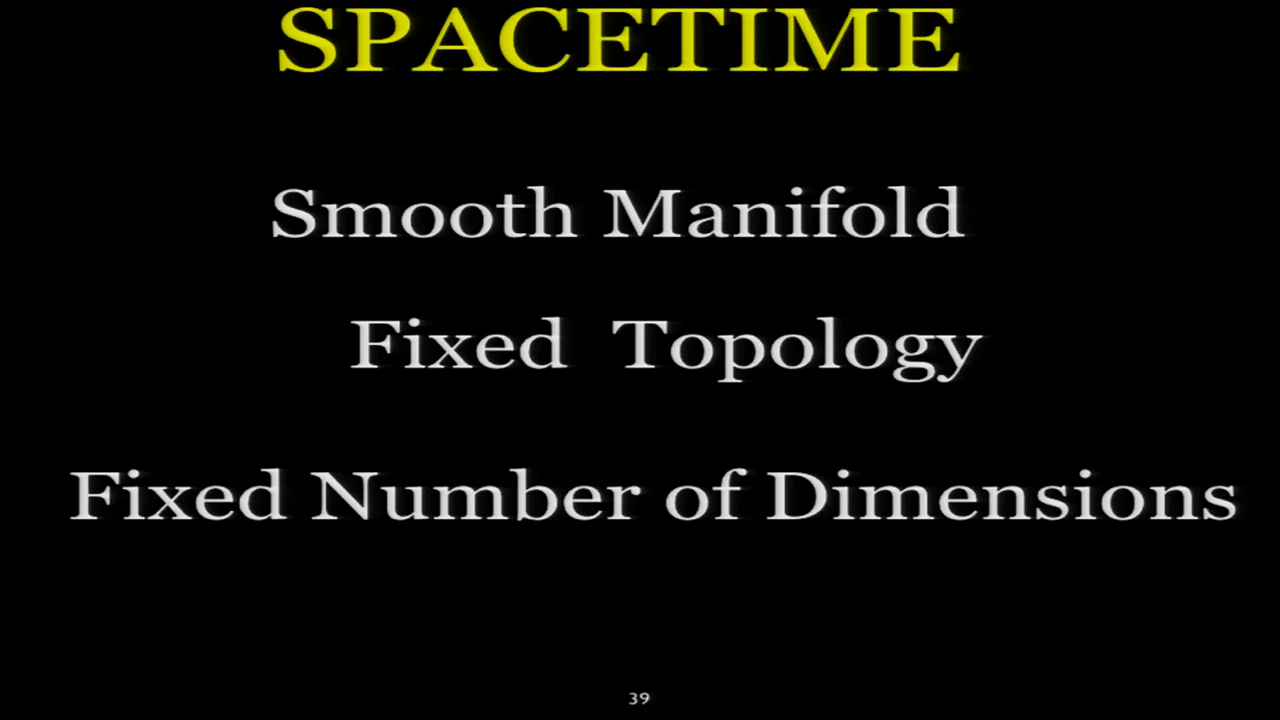 SPACETIME
Smooth Manifold
Fixed Topology
Fixed Number of Dimensions
39